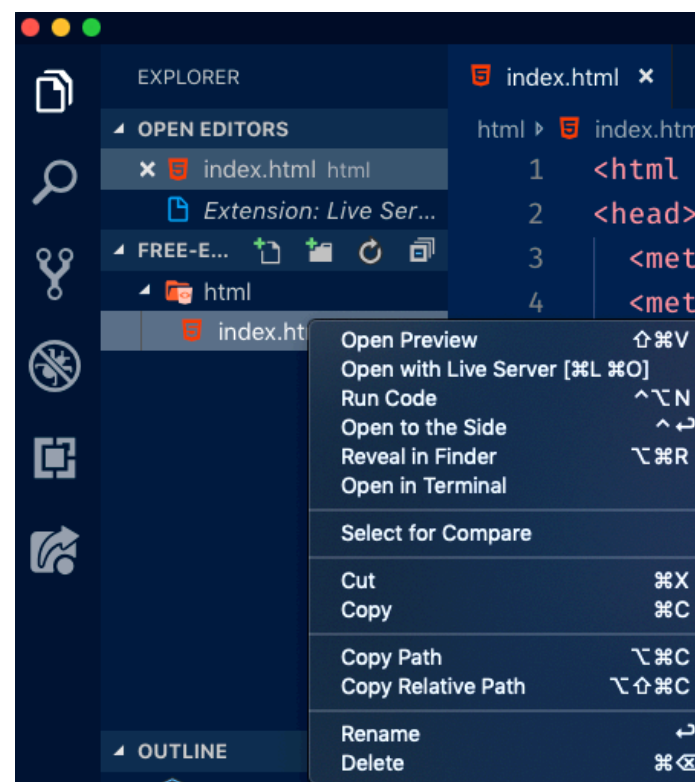 EXPLORER
OPEN EDITORS
index.html html
Extension: Live Ser...
FREE-E...
html
index.ht
index.html
html index.htm
1 <html
2 <head>
3 <met
4 <met
Open Preview ⇧⌘V
Open with Live Server [⌘L ⌘O]
Run Code ^⌥N
Open to the Side ^↩
Reveal in Finder ⌥⌘R
Open in Terminal
Select for Compare
Cut ⌘X
Copy ⌘C
Copy Path ⌥⌘C
Copy Relative Path ⌥⇧⌘C
Rename ↩
Delete ⌘⌫
OUTLINE